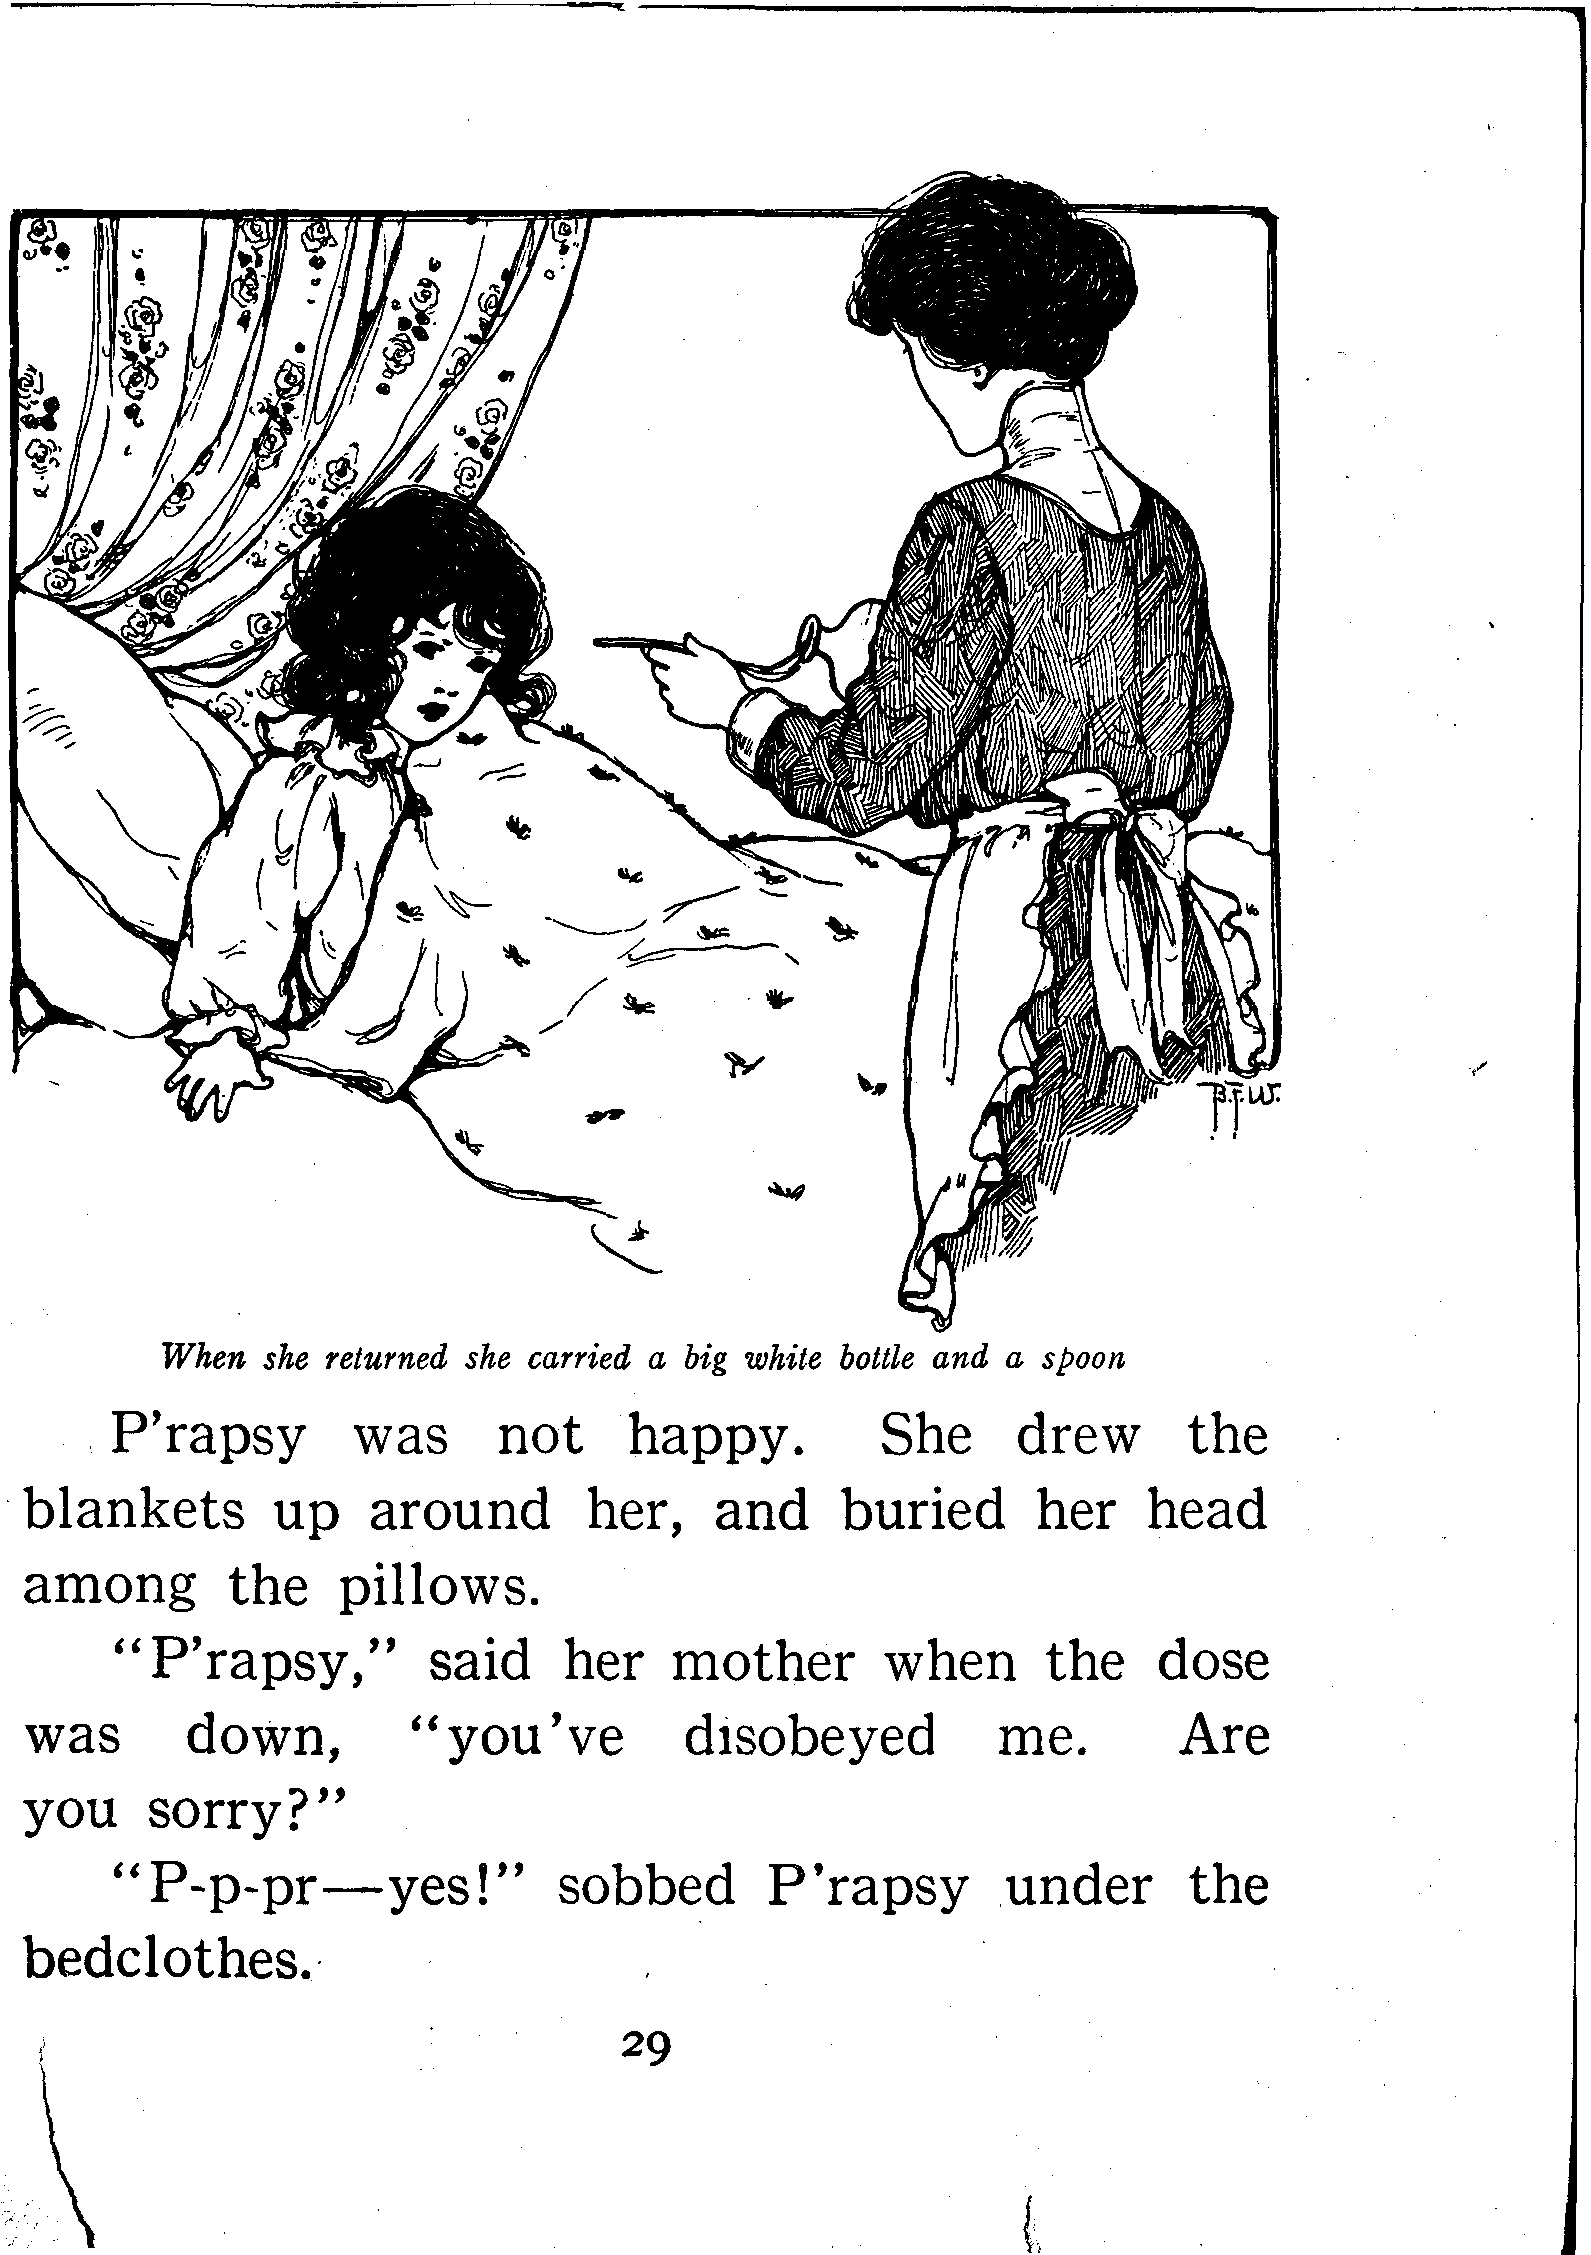 B.F.W.
When she returned she carried a big white bottle and a spoon
P'rapsy was not happy. She drew the
blankets up around her, and buried her head
among the pillows.
“P'rapsy,” said her mother when the dose
was down, “you've disobeyed me. Are
you sorry?”
“P-p-pr—yes!” sobbed P'rapsy under the
bedclothes.
29